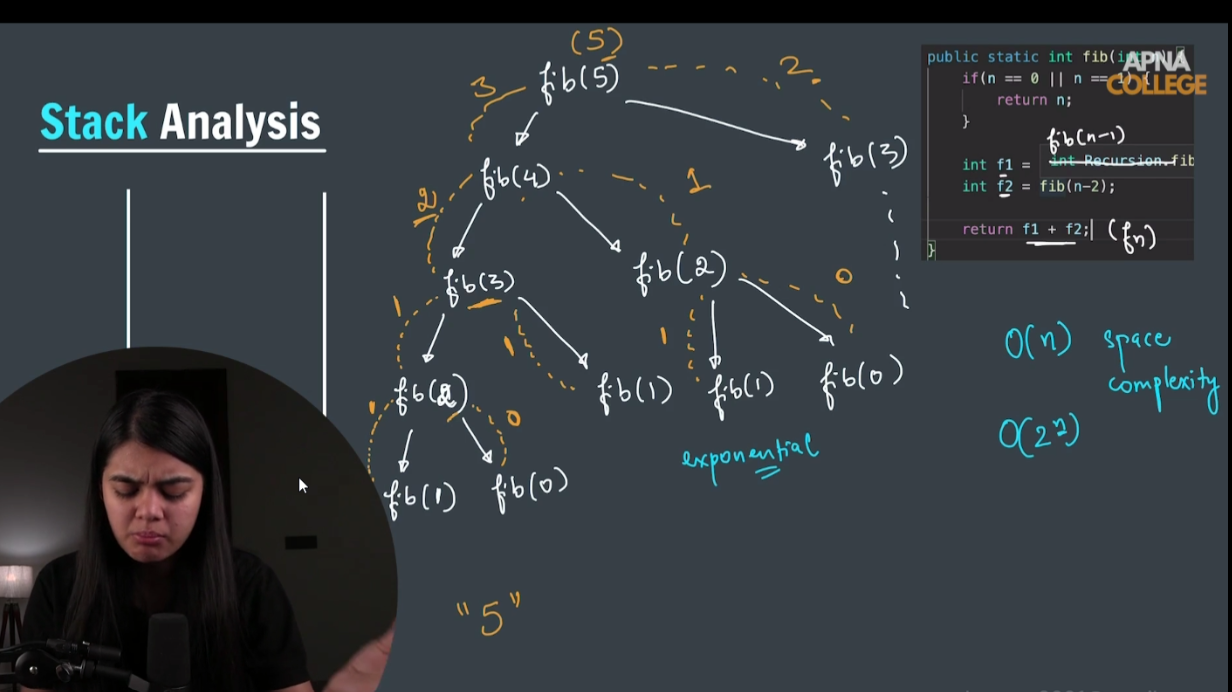 Stack Analysis
(5)
fib(5)
3
2
fib(4)
fib(3)
2
1
fib(3)
fib(2)
1
1
1
0
fib(2)
fib(1)
fib(1)
fib(0)
1
0
fib(1)
fib(0)
exponential
"5"
APNA
COLLEGE
public static int fib(int
if(n == 0 || n == 1) {
return n;
}
fib(n-1)
int f1 = int Recursion.fib
int f2 = fib(n-2);
return f1 + f2; (fn)
}
O(n) space
complexity
O(2^n)